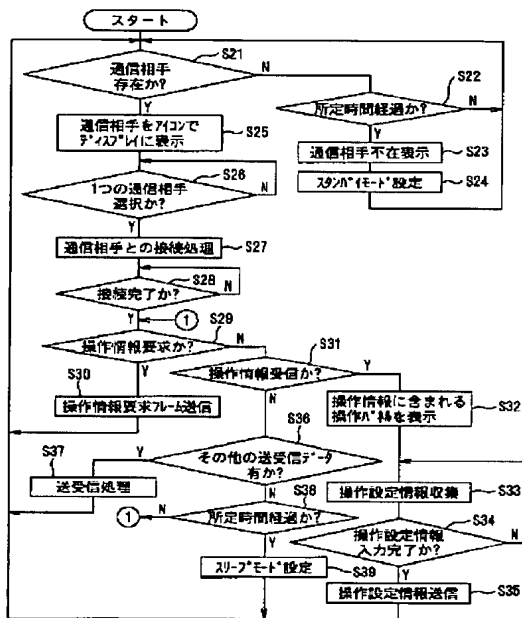 スタート
S21
通信相手
存在か?
N
Y
S22
所定時間経過か?
N
Y
通信相手不在表示
S23
スタンバイモード設定
S24
通信相手をアイコンで
ディスプレイに表示
S25
S26
1つの通信相手
選択か?
N
Y
通信相手との接続処理
S27
S28
接続完了か?
N
Y
1
S29
操作情報要求か?
N
Y
S30
操作情報要求フレーム送信
S31
操作情報受信か?
Y
N
操作情報に含まれる
操作パネルを表示
S32
S36
その他の送受信データ
有か?
Y
N
S37
送受信処理
操作設定情報収集
S33
S38
所定時間経過か?
N
1
Y
S34
操作設定情報
入力完了か?
N
Y
スリープモード設定
S39
操作設定情報送信
S35